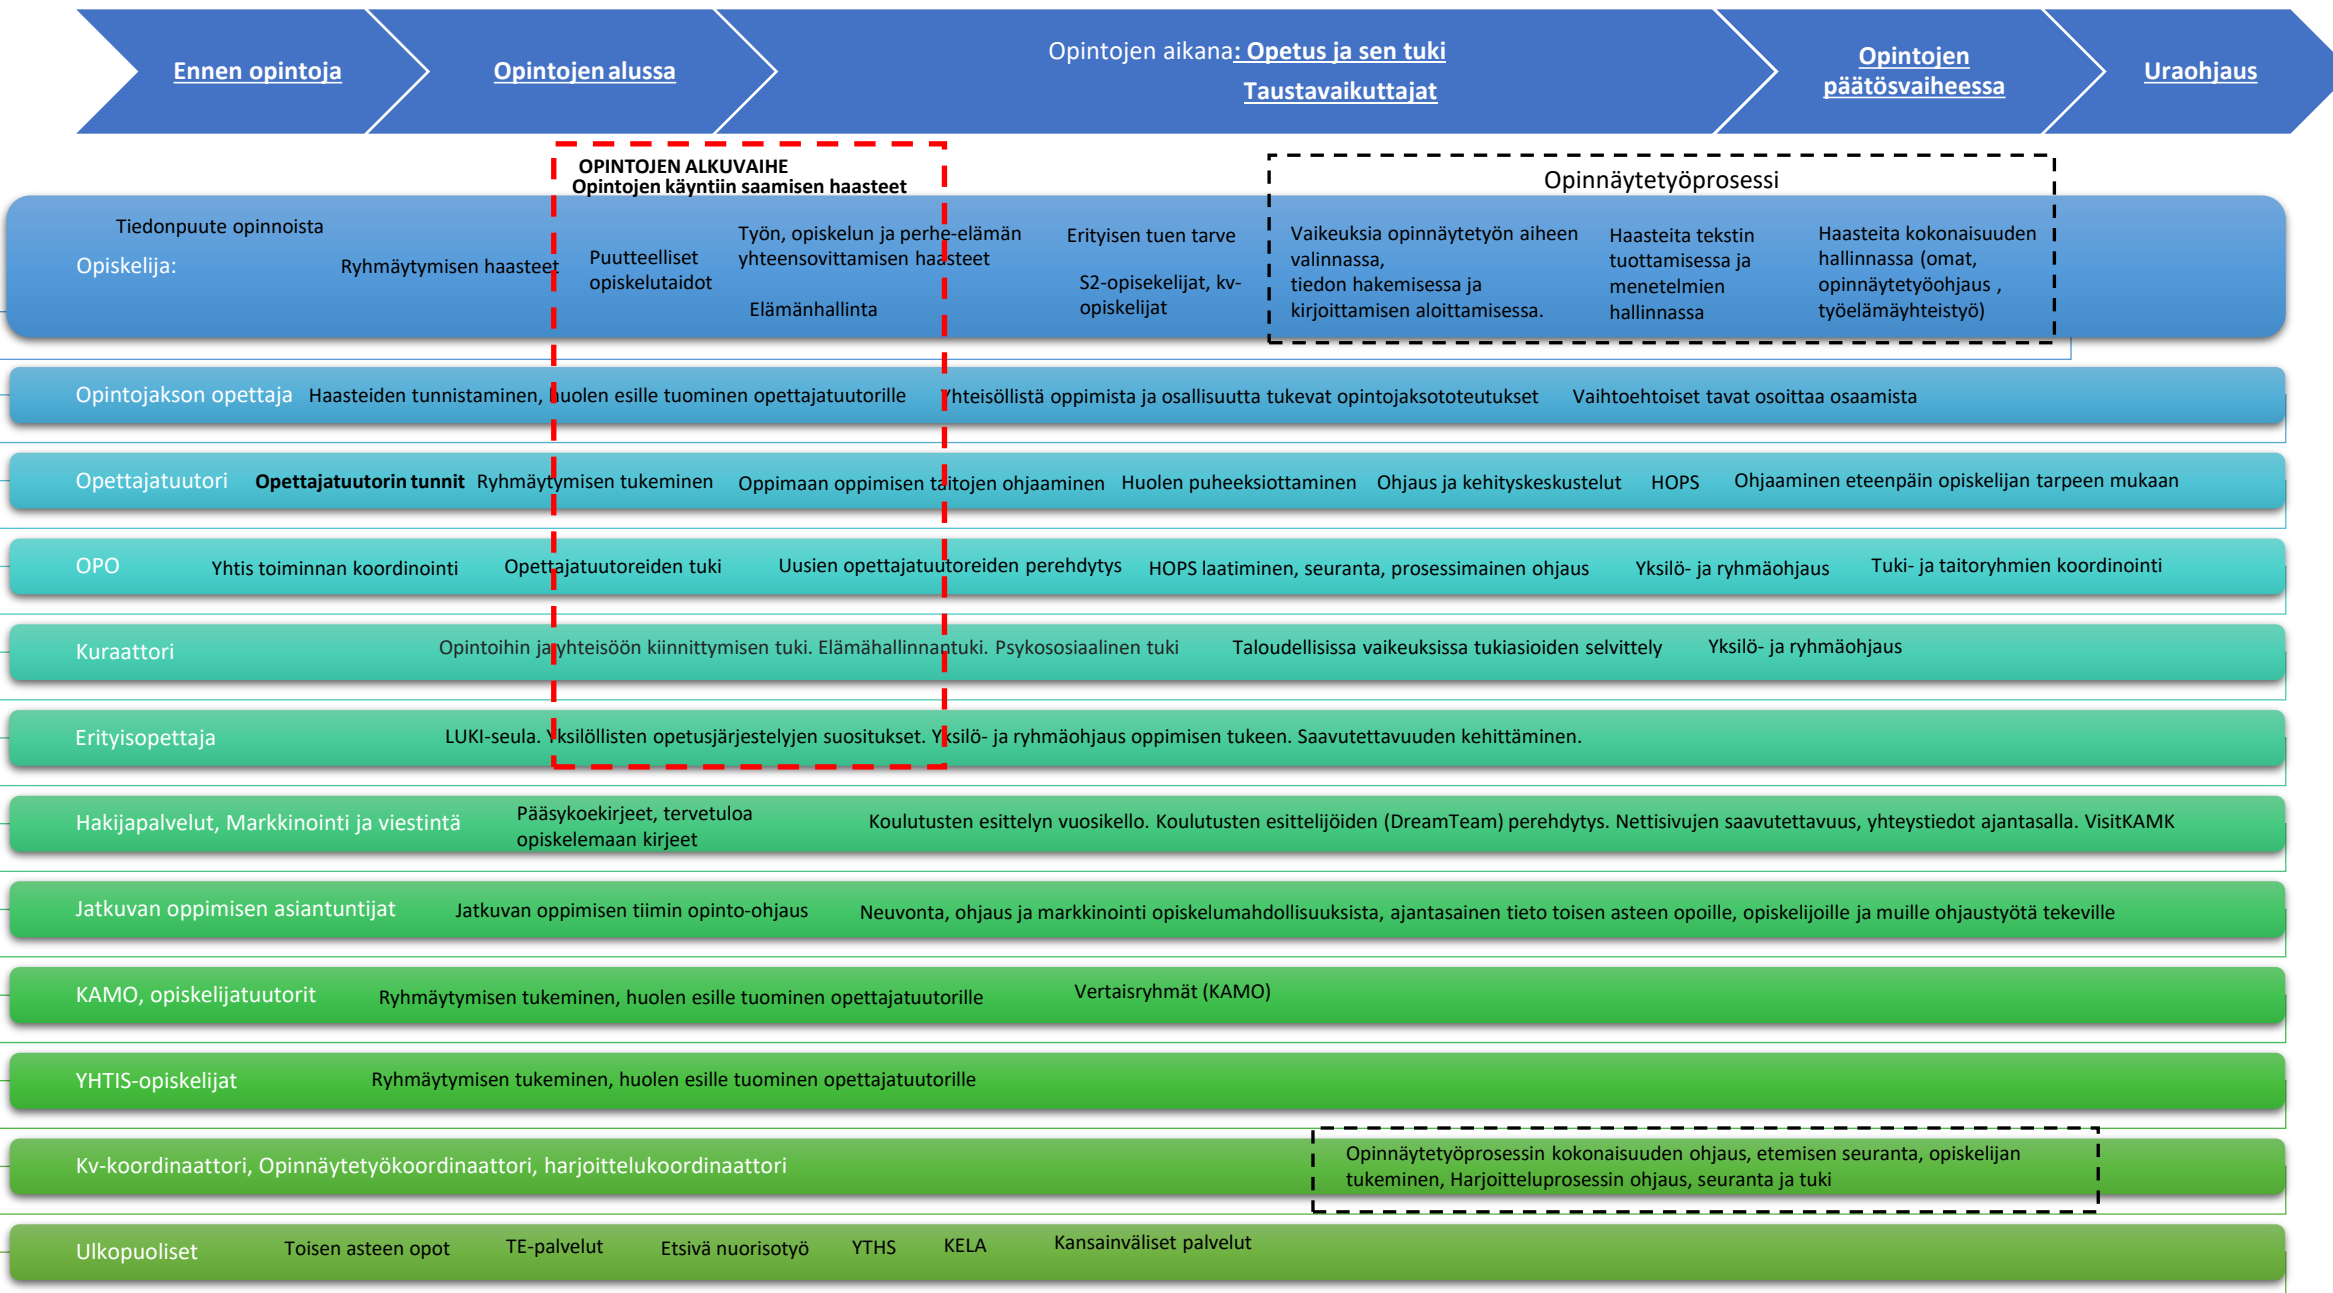 Ennen opintoja
Opintojen alussa
Opintojen aikana: Opetus ja sen tuki
Taustavaikuttajat
Opintojen
päätösvaiheessa
Uraohjaus
OPINTOJEN ALKUVAIHE
Opintojen käyntiin saamisen haasteet
Opinnäytetyöprosessi
Tiedonpuute opinnoista
Opiskelija:
Ryhmäytymisen haasteet
Puutteelliset
opiskelutaidot
Työn, opiskelun ja perhe-elämän
yhteensovittamisen haasteet
Elämänhallinta
Erityisen tuen tarve
S2-opisekelijat, kv-
opiskelijat
Vaikeuksia opinnäytetyön aiheen
valinnassa,
tiedon hakemisessa ja
kirjoittamisen aloittamisessa.
Haasteita tekstin
tuottamisessa ja
menetelmien
hallinnassa
Haasteita kokonaisuuden
hallinnassa (omat,
opinnäytetyöohjaus ,
työelämäyhteistyö)
Opintojakson opettaja
Haasteiden tunnistaminen, huolen esille tuominen opettajatuutorille
Yhteisöllistä oppimista ja osallisuutta tukevat opintojaksototeutukset
Vaihtoehtoiset tavat osoittaa osaamista
Opettajatuutori
Opettajatuutorin tunnit
Ryhmäytymisen tukeminen
Oppimaan oppimisen taitojen ohjaaminen
Huolen puheeksiottaminen
Ohjaus ja kehityskeskustelut
HOPS
Ohjaaminen eteenpäin opiskelijan tarpeen mukaan
OPO
Yhtis toiminnan koordinointi
Opettajatuutoreiden tuki
Uusien opettajatuutoreiden perehdytys
HOPS laatiminen, seuranta, prosessimainen ohjaus
Yksilö- ja ryhmäohjaus
Tuki- ja taitoryhmien koordinointi
Kuraattori
Opintoihin ja yhteisöön kiinnittymisen tuki. Elämähallinnantuki. Psykososiaalinen tuki
Taloudellisissa vaikeuksissa tukiasioiden selvittely
Yksilö- ja ryhmäohjaus
Erityisopettaja
LUKI-seula. Yksilöllisten opetusjärjestelyjen suositukset. Yksilö- ja ryhmäohjaus oppimisen tukeen. Saavutettavuuden kehittäminen.
Hakijapalvelut, Markkinointi ja viestintä
Pääsykoekirjeet, tervetuloa
opiskelemaan kirjeet
Koulutusten esittelyn vuosikello. Koulutusten esittelijöiden (DreamTeam) perehdytys. Nettisivujen saavutettavuus, yhteystiedot ajantasalla. VisitKAMK
Jatkuvan oppimisen asiantuntijat
Jatkuvan oppimisen tiimin opinto-ohjaus
Neuvonta, ohjaus ja markkinointi opiskelumahdollisuuksista, ajantasainen tieto toisen asteen opoille, opiskelijoille ja muille ohjaustyötä tekeville
KAMO, opiskelijatuutorit
Ryhmäytymisen tukeminen, huolen esille tuominen opettajatuutorille
Vertaisryhmät (KAMO)
YHTIS-opiskelijat
Ryhmäytymisen tukeminen, huolen esille tuominen opettajatuutorille
Kv-koordinaattori, Opinnäytetyökoordinaattori, harjoittelukoordinaattori
Opinnäytetyöprosessin kokonaisuuden ohjaus, etemisen seuranta, opiskelijan
tukeminen, Harjoitteluprosessin ohjaus, seuranta ja tuki
Ulkopuoliset
Toisen asteen opot
TE-palvelut
Etsivä nuorisotyö
YTHS
KELA
Kansainväliset palvelut